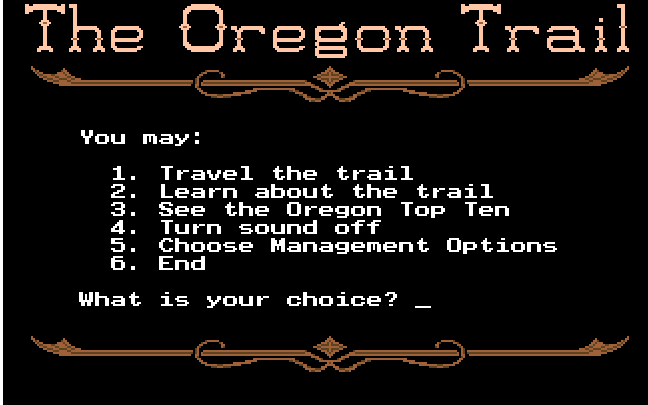 The Oregon Trail
You may:
1. Travel the trail
2. Learn about the trail
3. See the Oregon Top Ten
4. Turn sound off
5. Choose Management Options
6. End
What is your choice? _